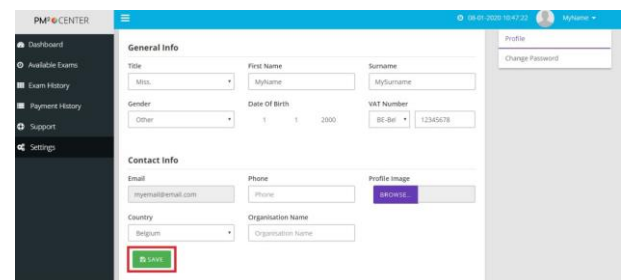 PM²CENTER
08-01-2020 10:47:22 MyName
Dashboard
Available Exams
Exam History
Payment History
Support
Settings
General Info
Title First Name Surname
Miss. MyName MySurname
Gender Date Of Birth VAT Number
Other 1 1 2000 BE-Bel 12345678
Contact Info
Email Phone Profile Image
myemail@email.com Phone BROWSE...
Country Organisation Name
Belgium Organisation Name
SAVE
Profile
Change Password